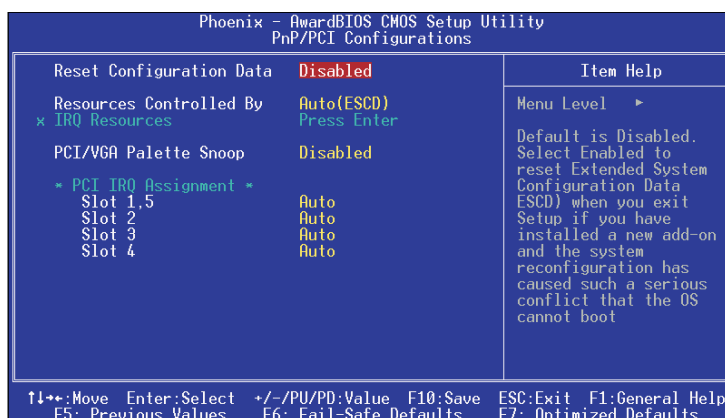 Phoenix - AwardBIOS CMOS Setup Utility
PnP/PCI Configurations
Reset Configuration Data Disabled
Resources Controlled By Auto(ESCD)
x IRQ Resources Press Enter
PCI/VGA Palette Snoop Disabled
* PCI IRQ Assignment *
Slot 1,5 Auto
Slot 2 Auto
Slot 3 Auto
Slot 4 Auto
Item Help
Menu Level ►
Default is Disabled.
Select Enabled to
reset Extended System
Configuration Data
ESCD) when you exit
Setup if you have
installed a new add-on
and the system
reconfiguration has
caused such a serious
conflict that the OS
cannot boot
↑↓→←:Move Enter:Select +/-/PU/PD:Value F10:Save ESC:Exit F1:General Help
F5: Previous Values F6: Fail-Safe Defaults F7: Optimized Defaults